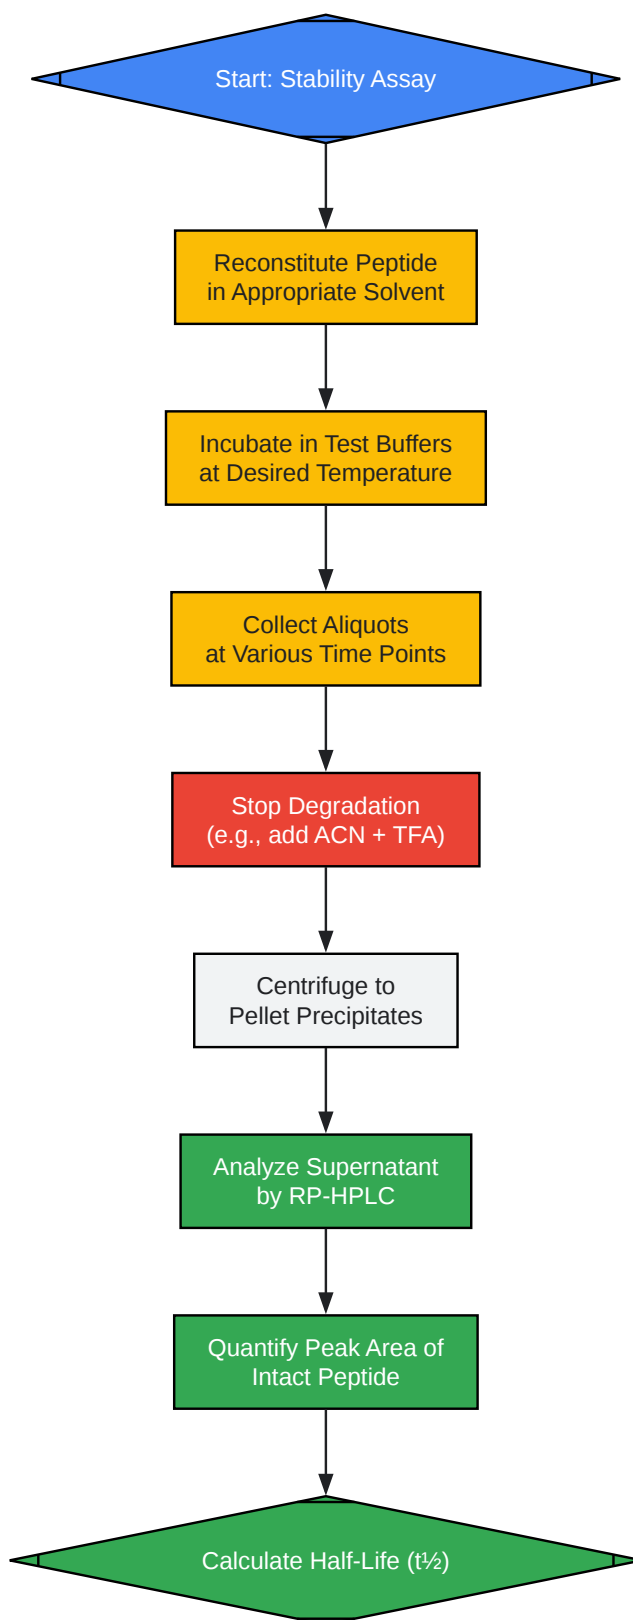 Start: Stability Assay
Reconstitute Peptide
in Appropriate Solvent
Incubate in Test Buffers
at Desired Temperature
Collect Aliquots
at Various Time Points
Stop Degradation
(e.g., add ACN + TFA)
Centrifuge to
Pellet Precipitates
Analyze Supernatant
by RP-HPLC
Quantify Peak Area of
Intact Peptide
Calculate Half-Life (t½)